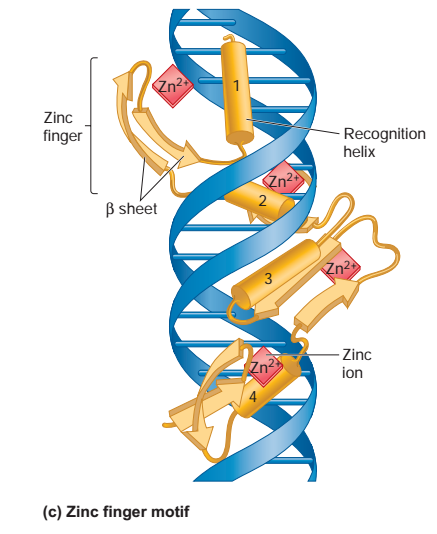 Zn2+
1
Zinc
finger
Recognition
helix
Zn2+
2
β sheet
Zn2+
3
Zinc
ion
Zn2+
4
(c) Zinc finger motif